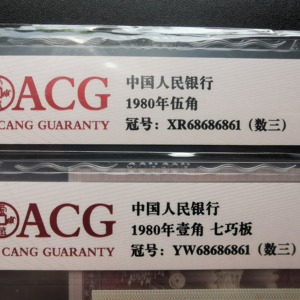 ACG
CANG GUARANTY
中国人民银行
1980年伍角
冠号：XR68686861（数三）
ACG
CANG GUARANTY
中国人民银行
1980年壹角 七巧板
冠号：YW68686861（数三）